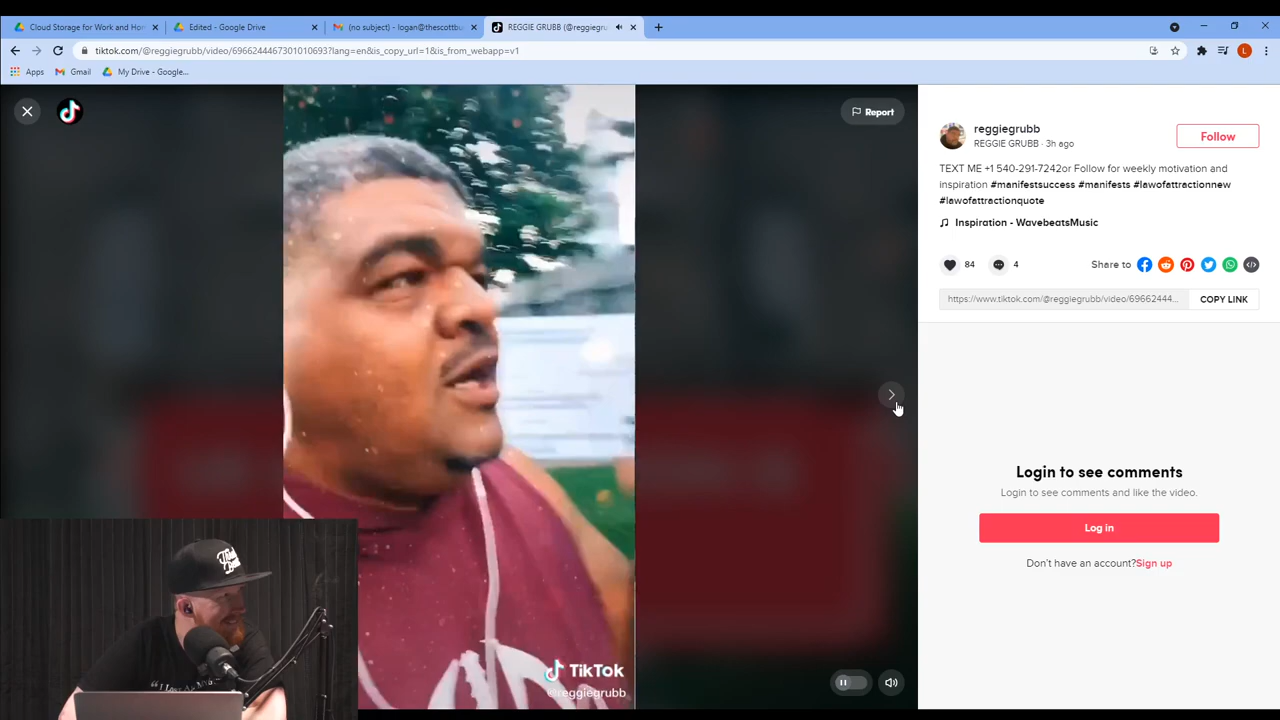 Cloud Storage for Work and Hom
Edited - Google Drive
(no subject) - logan@thescottbu
REGGIE GRUBB (@reggiegru
tiktok.com/@reggiegrubb/video/6966244467301010693?lang=en&is_copy_url=1&is_from_webapp=v1
L
Apps
Gmail
My Drive - Google...
Report
reggiegrubb
REGGIE GRUBB · 3h ago
Follow
TEXT ME +1 540-291-7242or Follow for weekly motivation and
inspiration #manifestsuccess #manifests #lawofattractionnew
#lawofattractionquote
Inspiration - WavebeatsMusic
84
4
Share to
https://www.tiktok.com/@reggiegrubb/video/69662444...
COPY LINK
Login to see comments
Login to see comments and like the video.
Log in
Don't have an account?Sign up
TikTok
@reggiegrubb